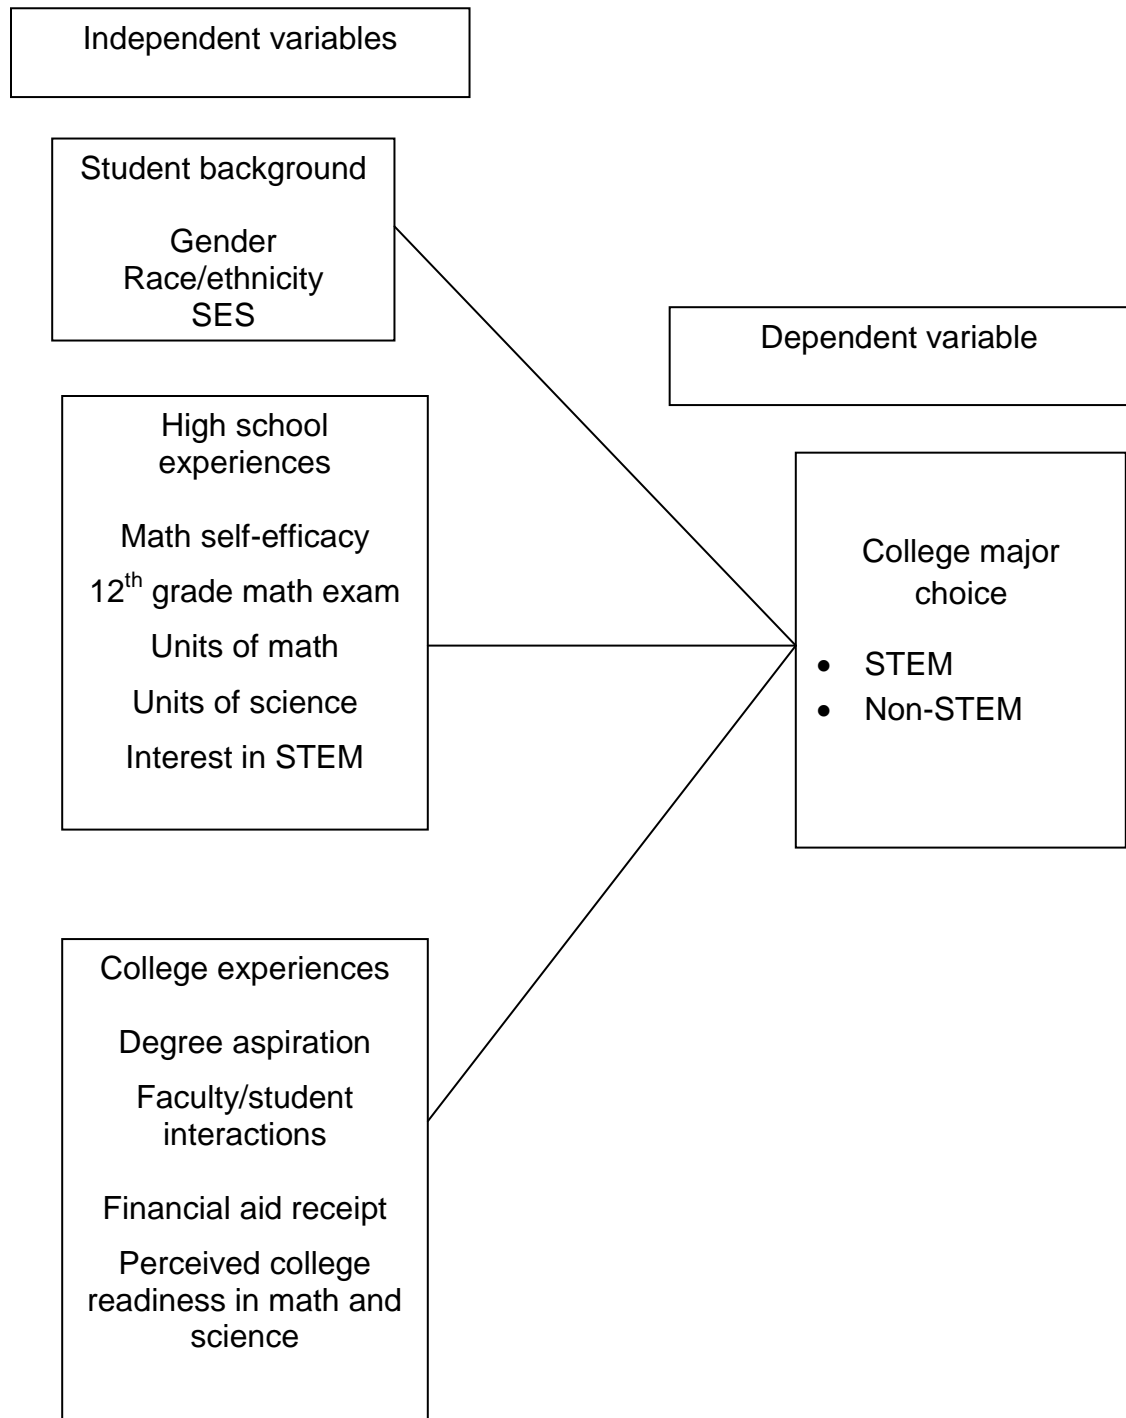 Independent variables
Student background
Gender
Race/ethnicity
SES
High school
experiences
Math self-efficacy
12th grade math exam
Units of math
Units of science
Interest in STEM
College experiences
Degree aspiration
Faculty/student
interactions
Financial aid receipt
Perceived college
readiness in math and
science
Dependent variable
College major
choice
• STEM
• Non-STEM